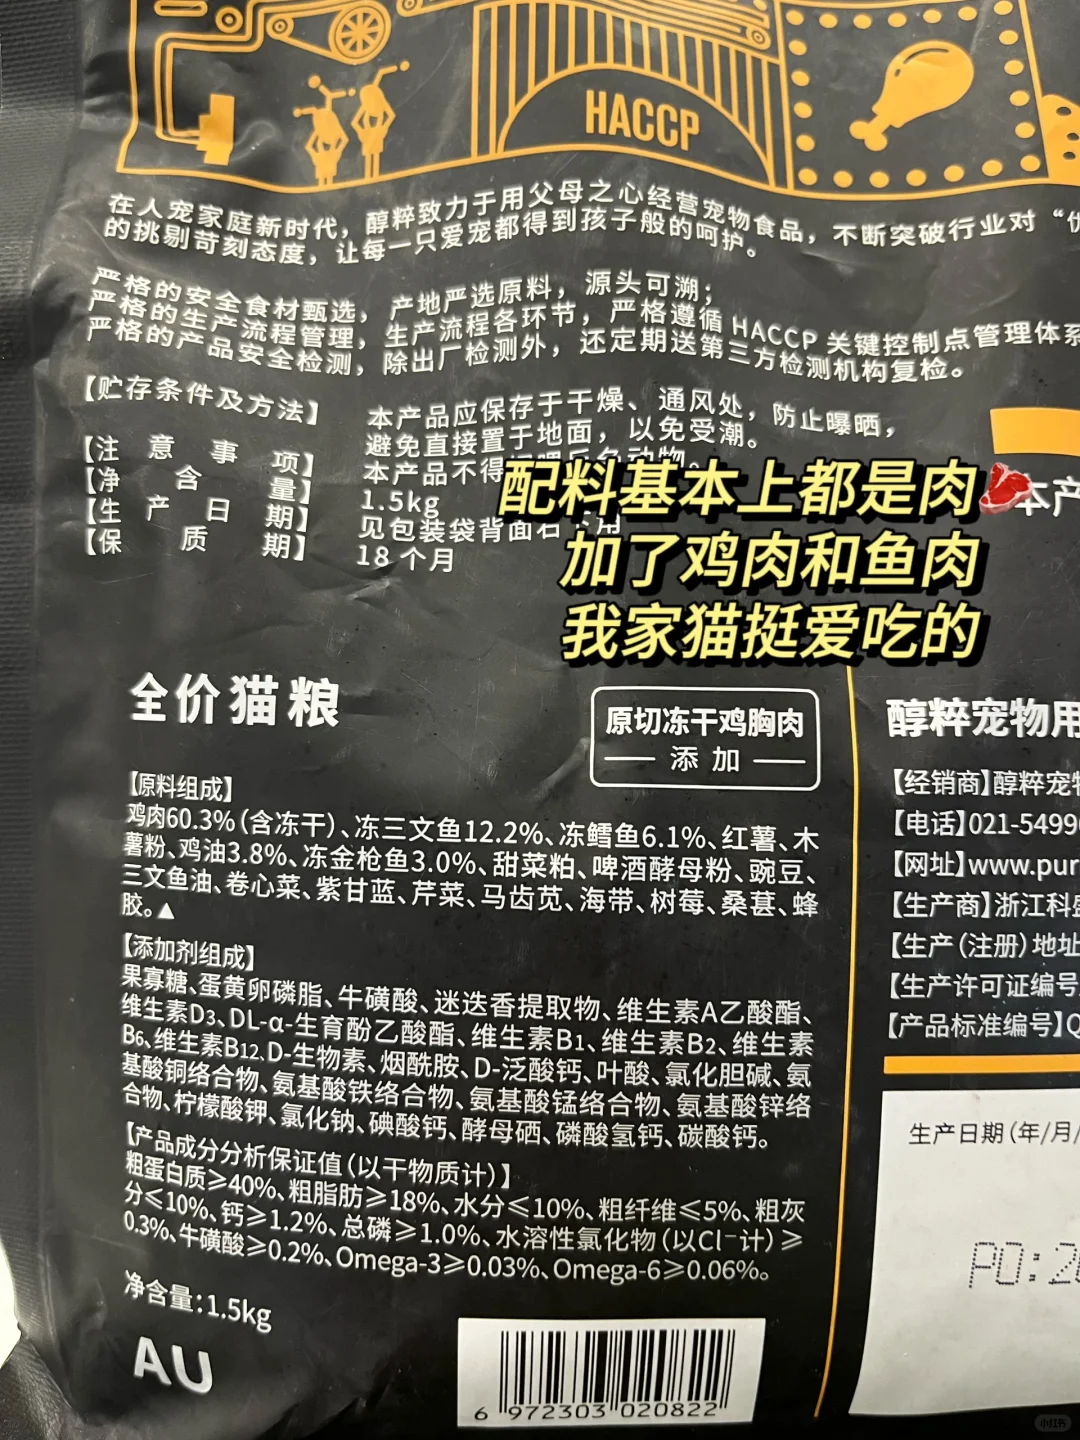 HACCP
在人宠家庭新时代，醇粹致力于用父母之心经营宠物食品，不断突破行业对“优
的挑剔苛刻态度，让每一只爱宠都得到孩子般的呵护。
严格的安全食材甄选，产地严选原料，源头可溯；
严格的生产流程管理，生产流程各环节，严格遵循 HACCP 关键控制点管理体系
严格的产品安全检测，除出厂检测外，还定期送第三方检测机构复检。
【贮存条件及方法】 本产品应保存于干燥、通风处，防止曝晒，
避免直接置于地面，以免受潮。
【注意事项】 本产品不得
【净含量】 1.5kg
【生产日期】 见包装袋背面右下角
【保质期】 18个月
配料基本上都是肉
加了鸡肉和鱼肉
我家猫挺爱吃的
本产
全价猫粮
原切冻干鸡胸肉
添加
【原料组成】
鸡肉60.3%（含冻干）、冻三文鱼12.2%、冻鳕鱼6.1%、红薯、木
薯粉、鸡油3.8%、冻金枪鱼3.0%、甜菜粕、啤酒酵母粉、豌豆、
三文鱼油、卷心菜、紫甘蓝、芹菜、马齿苋、海带、树莓、桑葚、蜂
胶。▲
【添加剂组成】
果寡糖、蛋黄卵磷脂、牛磺酸、迷迭香提取物、维生素A乙酸酯、
维生素D3、DL-α-生育酚乙酸酯、维生素B1、维生素B2、维生素
B6、维生素B12、D-生物素、烟酰胺、D-泛酸钙、叶酸、氯化胆碱、氨
基酸铜络合物、氨基酸铁络合物、氨基酸锰络合物、氨基酸锌络
合物、柠檬酸钾、氯化钠、碘酸钙、酵母硒、磷酸氢钙、碳酸钙。
【产品成分分析保证值（以干物质计）】
粗蛋白质≥40%、粗脂肪≥18%、水分≤10%、粗纤维≤5%、粗灰
分≤10%、钙≥1.2%、总磷≥1.0%、水溶性氯化物（以Cl⁻计）≥
0.3%、牛磺酸≥0.2%、Omega-3≥0.03%、Omega-6≥0.06%。
净含量：1.5kg
AU
6 972303 020822
醇粹宠物用
【经销商】醇粹宠物
【电话】021-5499
【网址】www.pur
【生产商】浙江科盛
【生产（注册）地址
【生产许可证编号
【产品标准编号】Q
生产日期（年/月/
PD:20
小红书